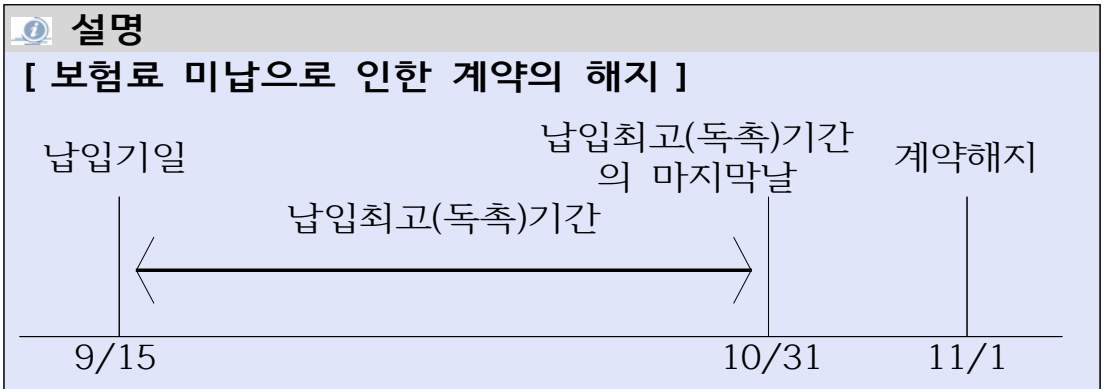 설명
[ 보험료 미납으로 인한 계약의 해지 ]
납입기일
납입최고(독촉)기간
의 마지막날
계약해지
납입최고(독촉)기간
9/15
10/31
11/1